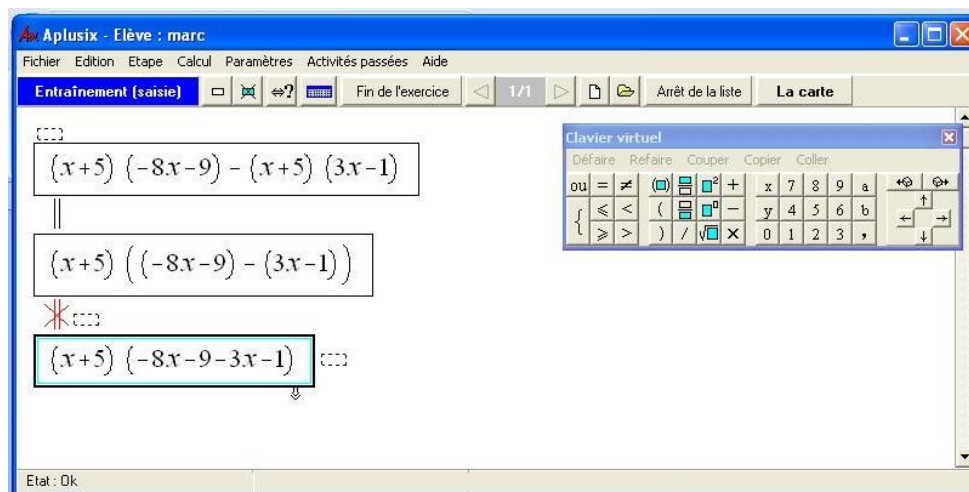 Aplusix - Elève : marc
Fichier Edition Etape Calcul Paramètres Activités passées Aide
Entraînement (saisie) ⇔? Fin de l'exercice 1/1 Arrêt de la liste La carte
(x+5) (-8x-9) - (x+5) (3x-1)
(x+5) ((-8x-9) - (3x-1))
(x+5) (-8x-9-3x-1)
Clavier virtuel
Défaire Refaire Couper Copier Coller
ou = ≠ (□) □² + x 7 8 9 a
{ ⩽ < ( □ − y 4 5 6 b
⩾ > ) / √□ × 0 1 2 3 ,
Etat : Ok